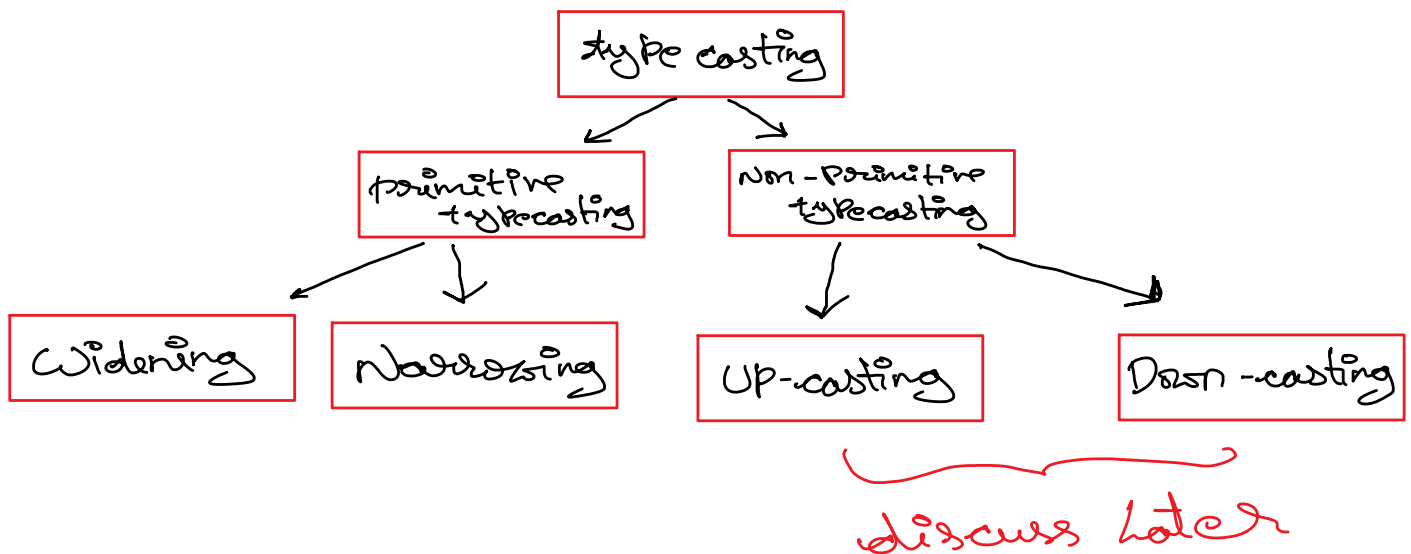 type casting
primitive
typecasting
Non-Primitive
typecasting
Widening
Narrowing
UP-casting
Down-casting
discuss Later